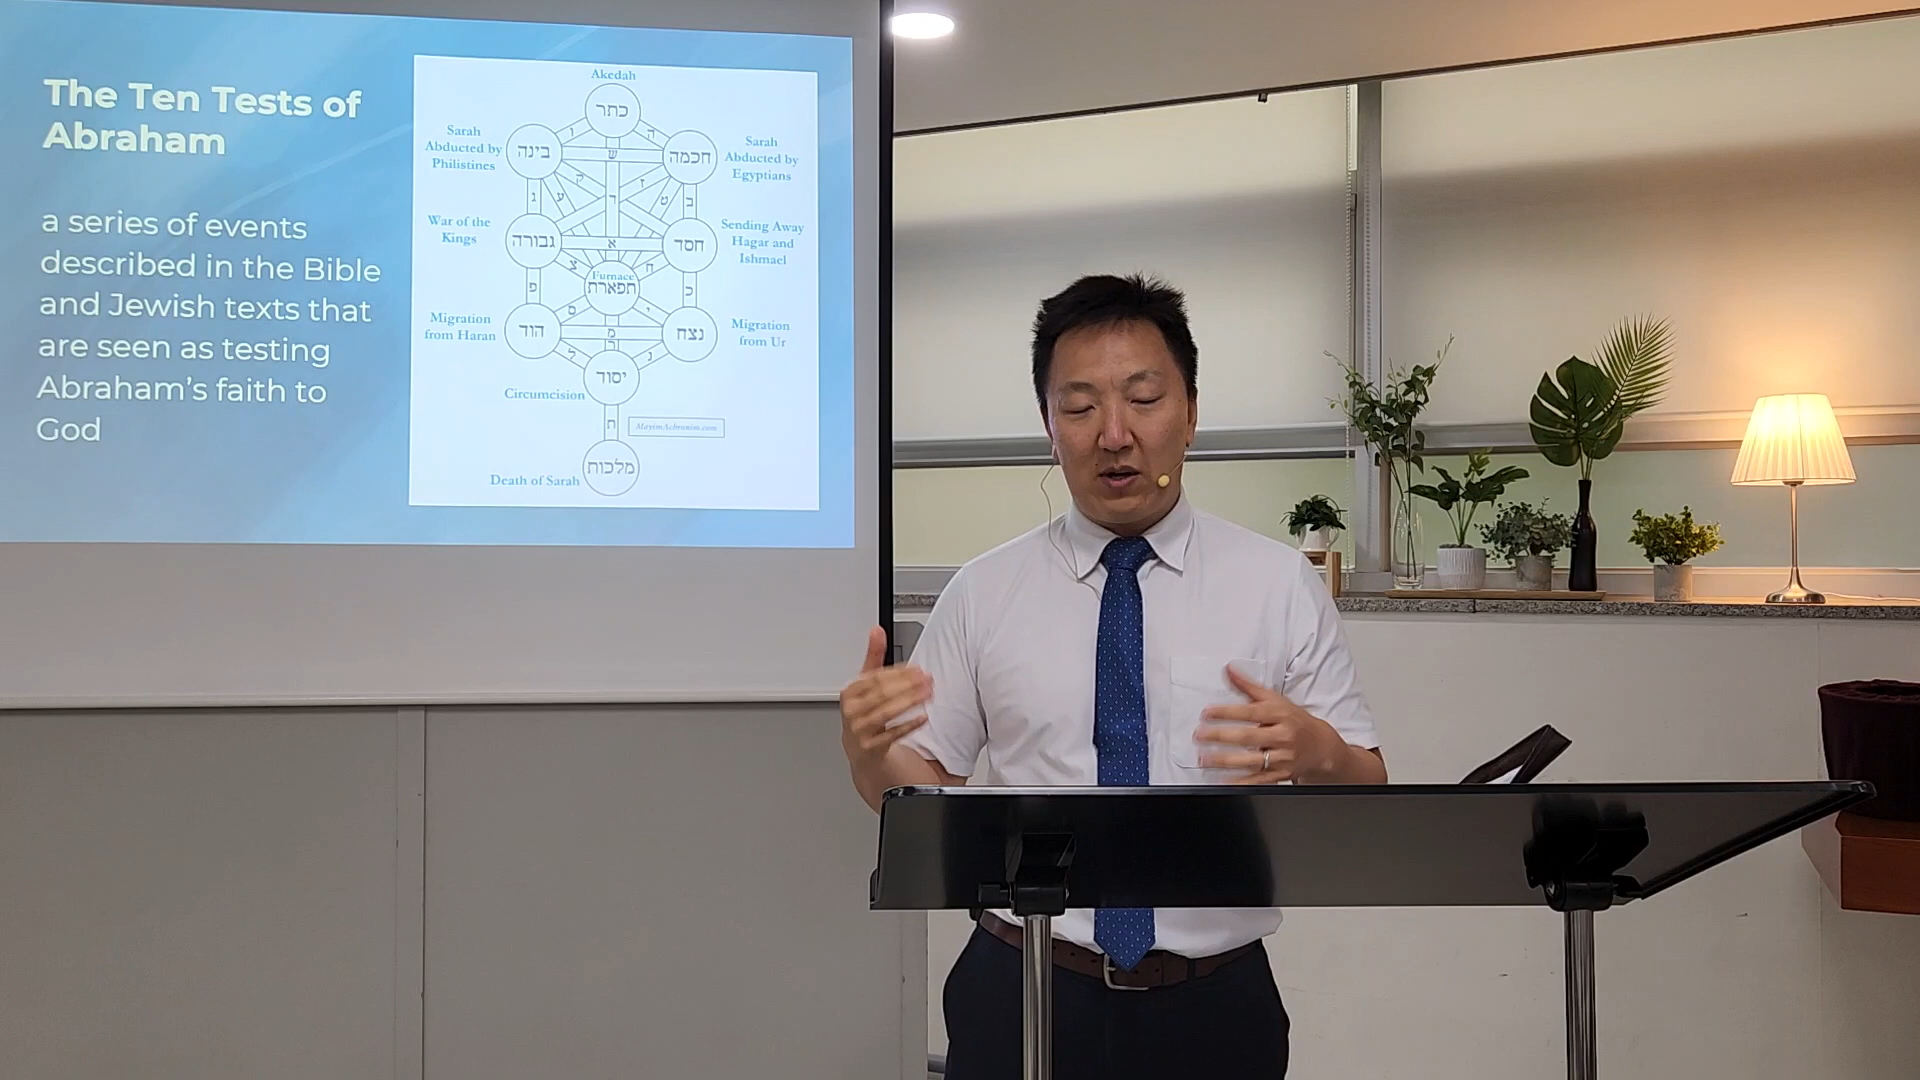 The Ten Tests of
Abraham
a series of events
described in the Bible
and Jewish texts that
are seen as testing
Abraham's faith to
God
Akedah
כתר
ו
ה
Sarah
Abducted by
Philistines
בינה
ש
חכמה
Sarah
Abducted by
Egyptians
ק
ז
ג
ע
ד
ט
ב
War of the
Kings
גבורה
א
חסד
Sending Away
Hagar and
Ishmael
צ
ח
Furnace
תפארת
פ
כ
ס
י
Migration
from Haran
הוד
מ
נצח
Migration
from Ur
ר
ל
נ
יסוד
Circumcision
ת
MayimAchronim.com
מלכות
Death of Sarah